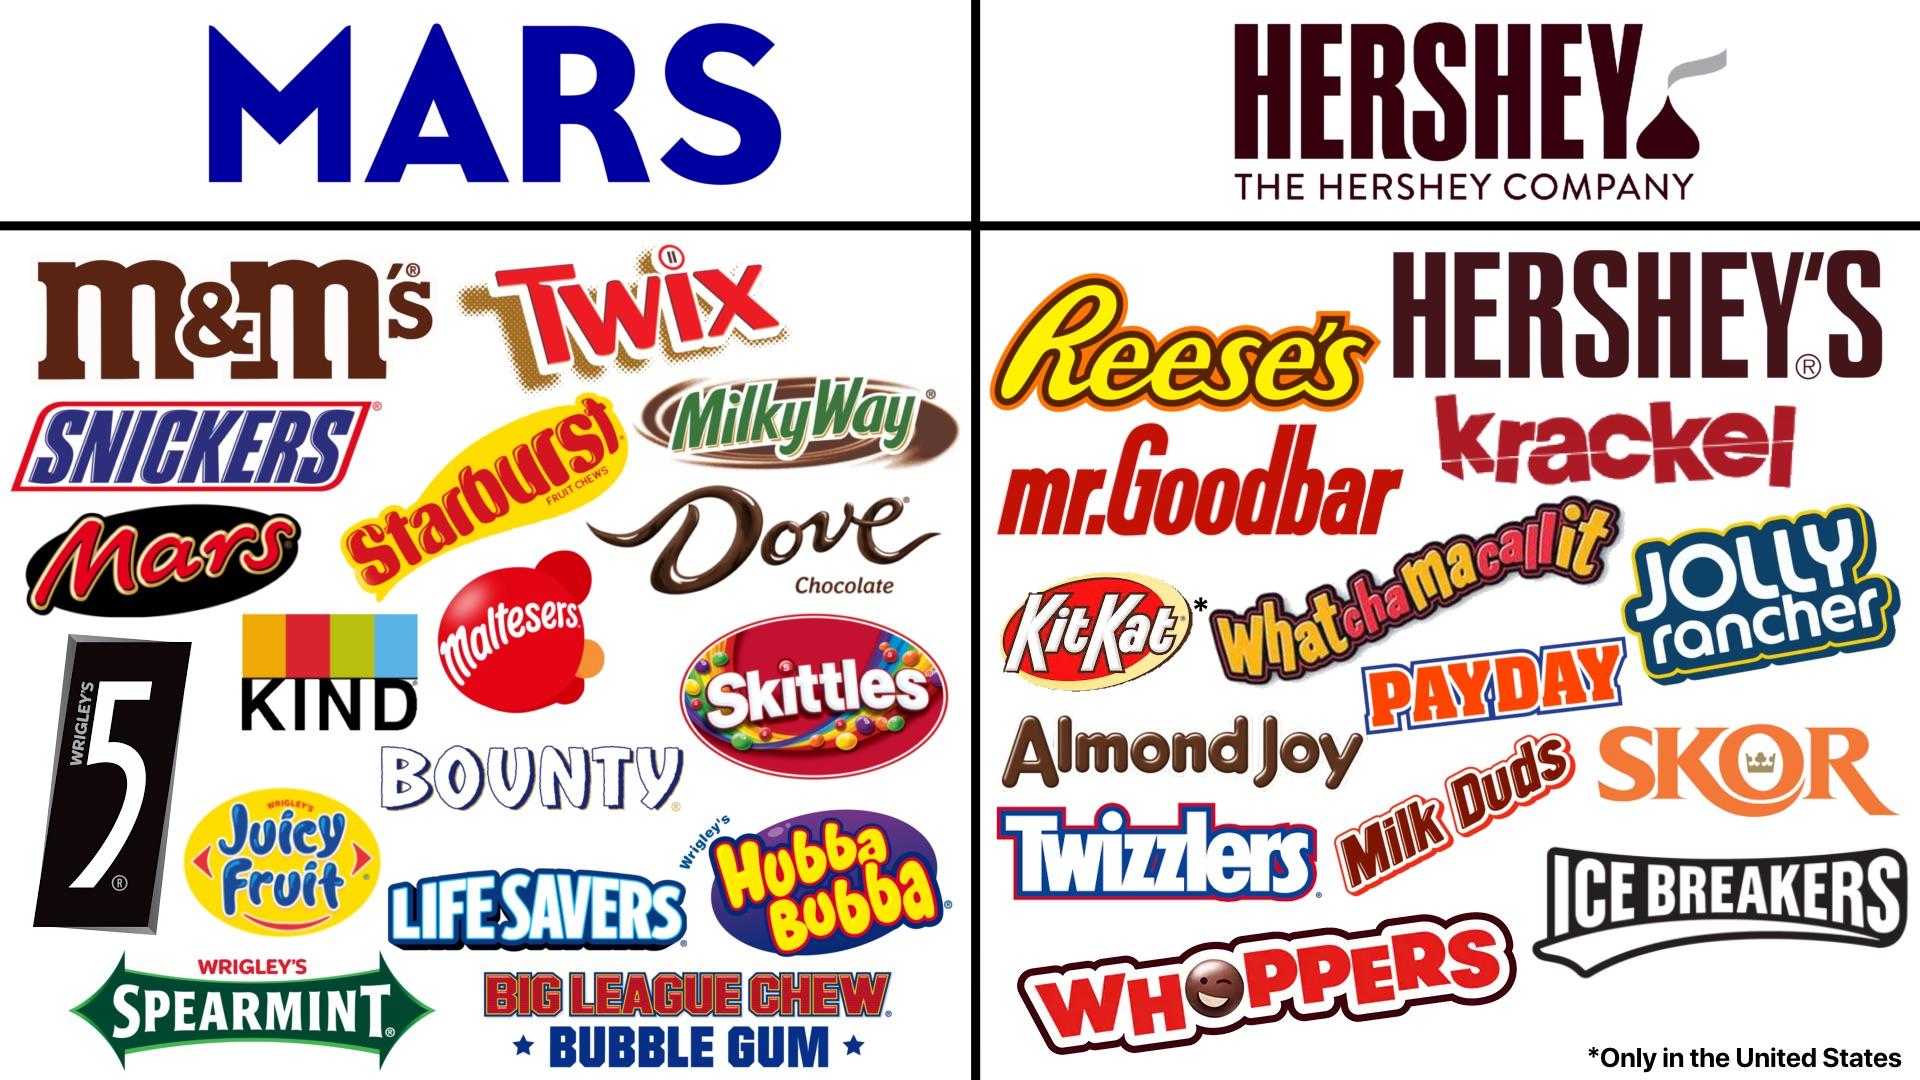 MARS
HERSHEY
THE HERSHEY COMPANY
m&m's®
Twix
II
SNICKERS®
Starburst
FRUIT CHEWS
MilkyWay®
Mars®
Dove®
Chocolate
KIND
maltesers®
Skittles®
WRIGLEY'S
5®
BOUNTY®
WRIGLEY'S
Juicy
Fruit®
LIFE SAVERS®
Wrigley's
Hubba
Bubba®
WRIGLEY'S
SPEARMINT®
BIG LEAGUE CHEW®
BUBBLE GUM
Reese's
HERSHEY'S®
mr.Goodbar
krackel
KitKat®*
whatchamacallit
JOLLY
rancher
PAYDAY
Almond Joy
Milk Duds
SKOR
Twizzlers®
ICE BREAKERS
WHOPPERS
*Only in the United States